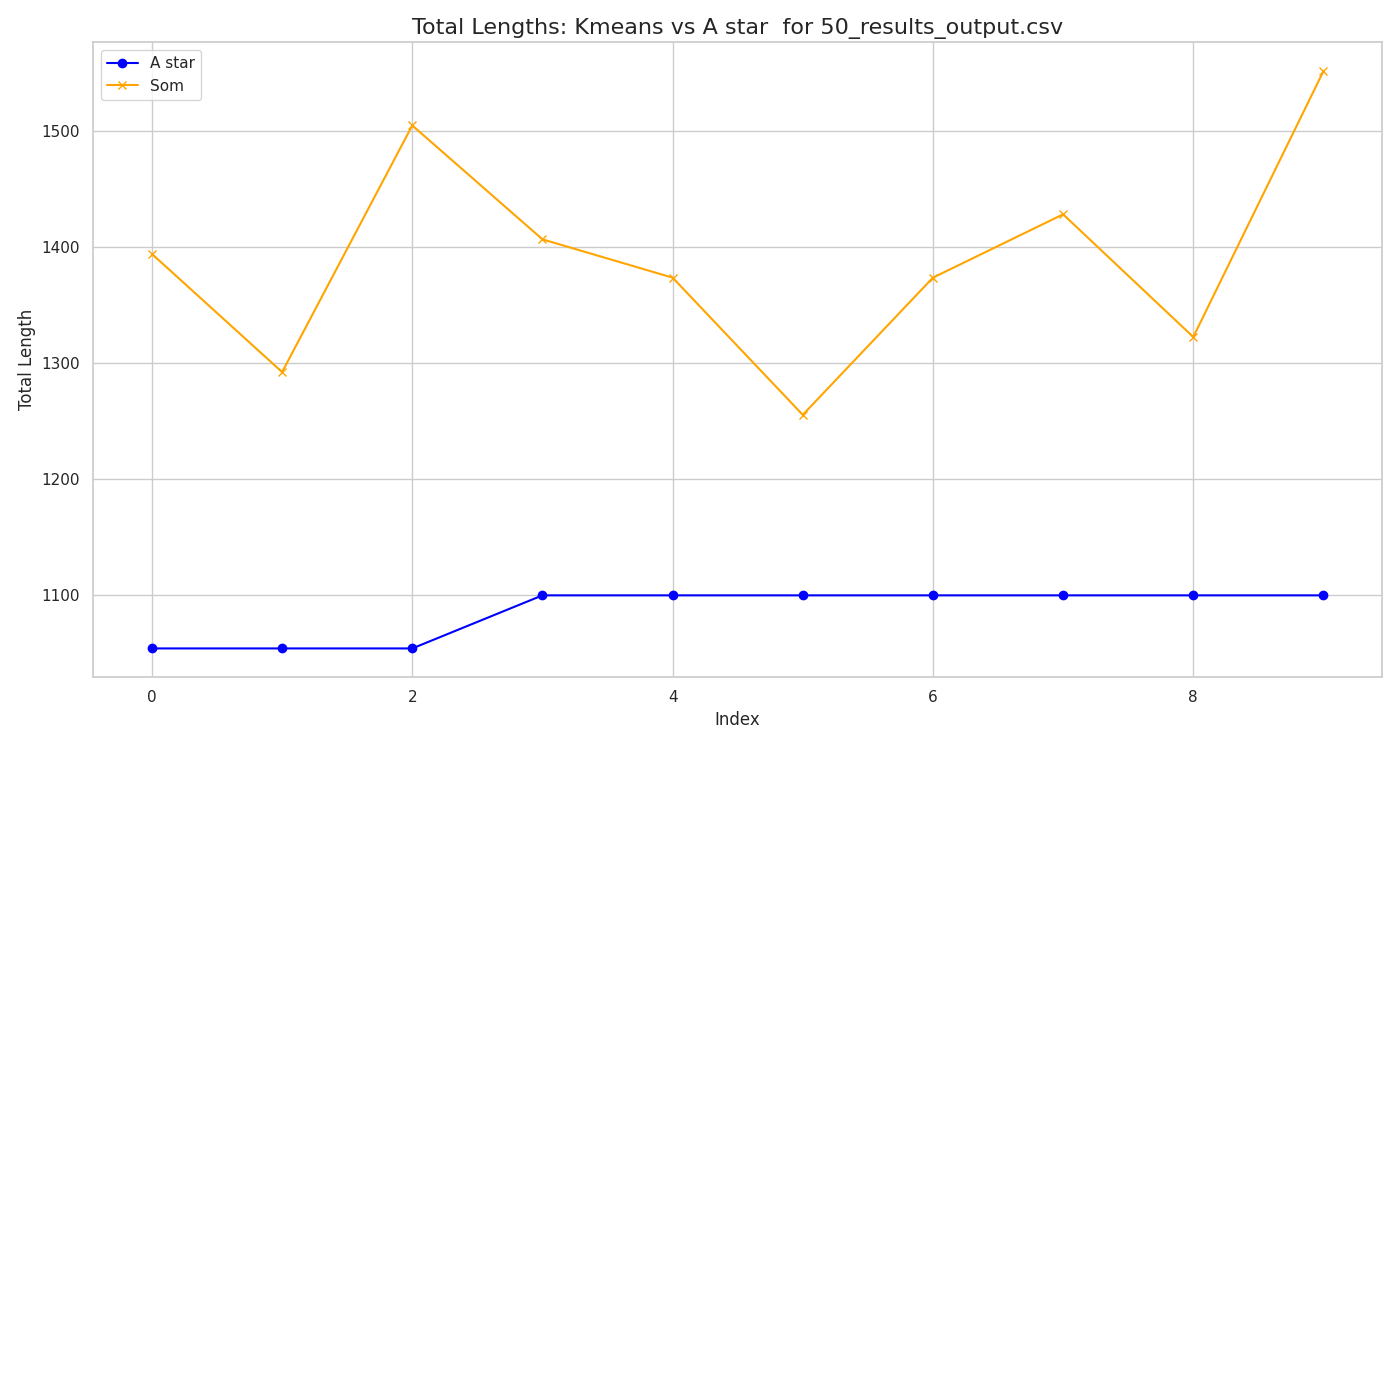 Total Lengths: Kmeans vs A star  for 50_results_output.csv
A star
Som
1500
1400
1300
1200
1100
Total Length
0 2 4 6 8
Index